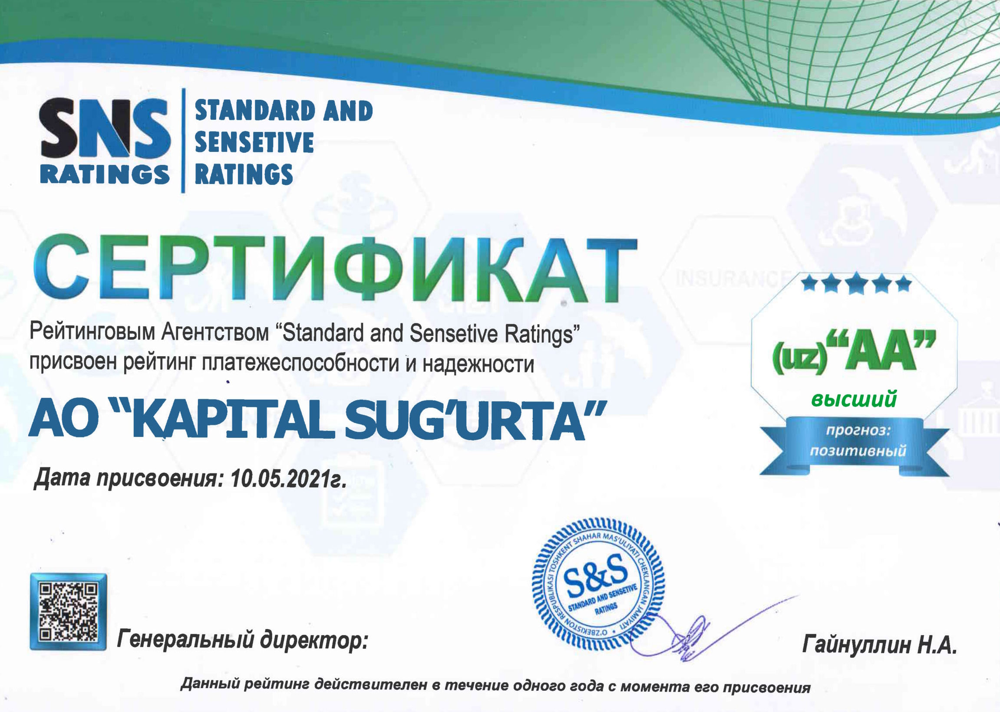 SNS
RATINGS
STANDARD AND
SENSETIVE
RATINGS
СЕРТИФИКАТ
INSURANCE
Рейтинговым Агентством “Standard and Sensetive Ratings”
присвоен рейтинг платежеспособности и надежности
АО “KAPITAL SUG’URTA”
Дата присвоения: 10.05.2021г.
(uz)“AA”
высший
прогноз:
позитивный
O'ZBEKISTON RESPUBLIKASI TOSHKENT SHAHAR MAS'ULIYATI CHEKLANGAN JAMIYATI
S&S
STANDARD AND SENSETIVE
RATINGS
Генеральный директор:
Гайнуллин Н.А.
Данный рейтинг действителен в течение одного года с момента его присвоения